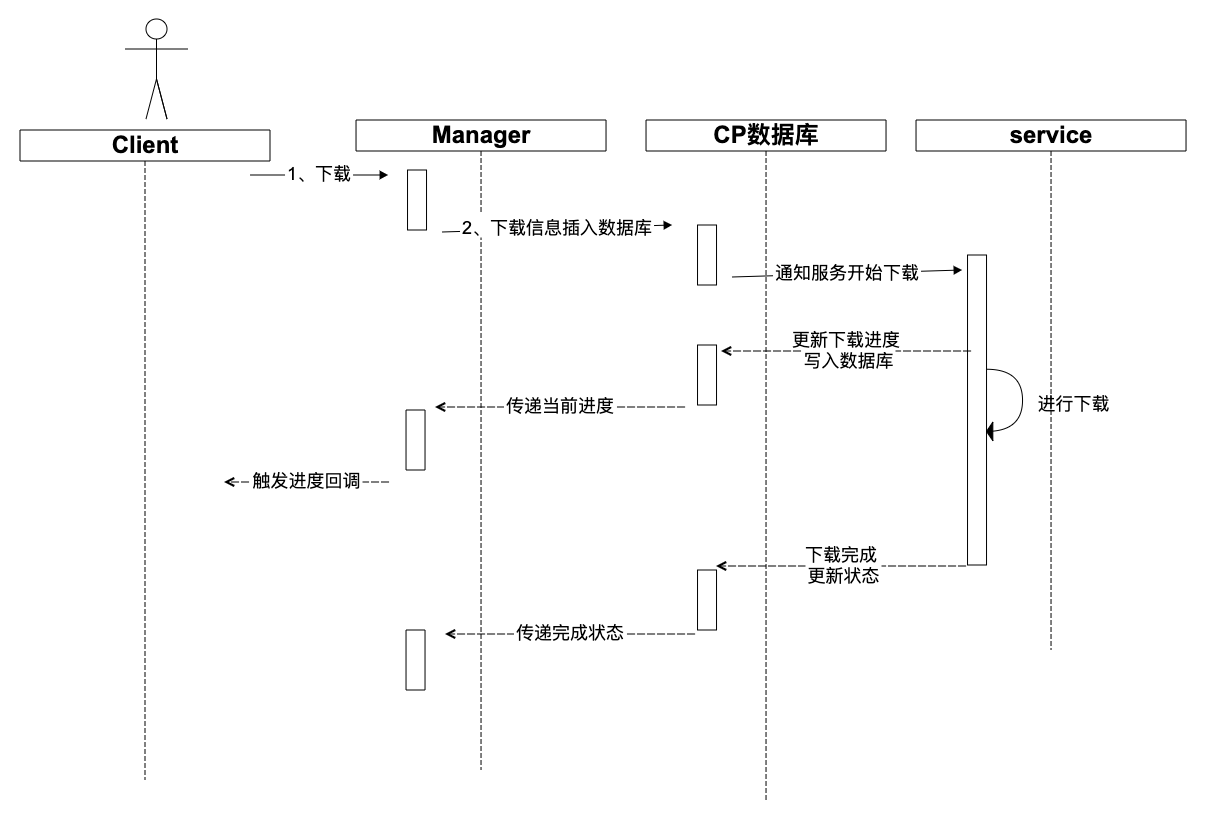 Client
Manager
CP数据库
service
1、下载
2、下载信息插入数据库
通知服务开始下载
更新下载进度
写入数据库
进行下载
传递当前进度
触发进度回调
下载完成
更新状态
传递完成状态